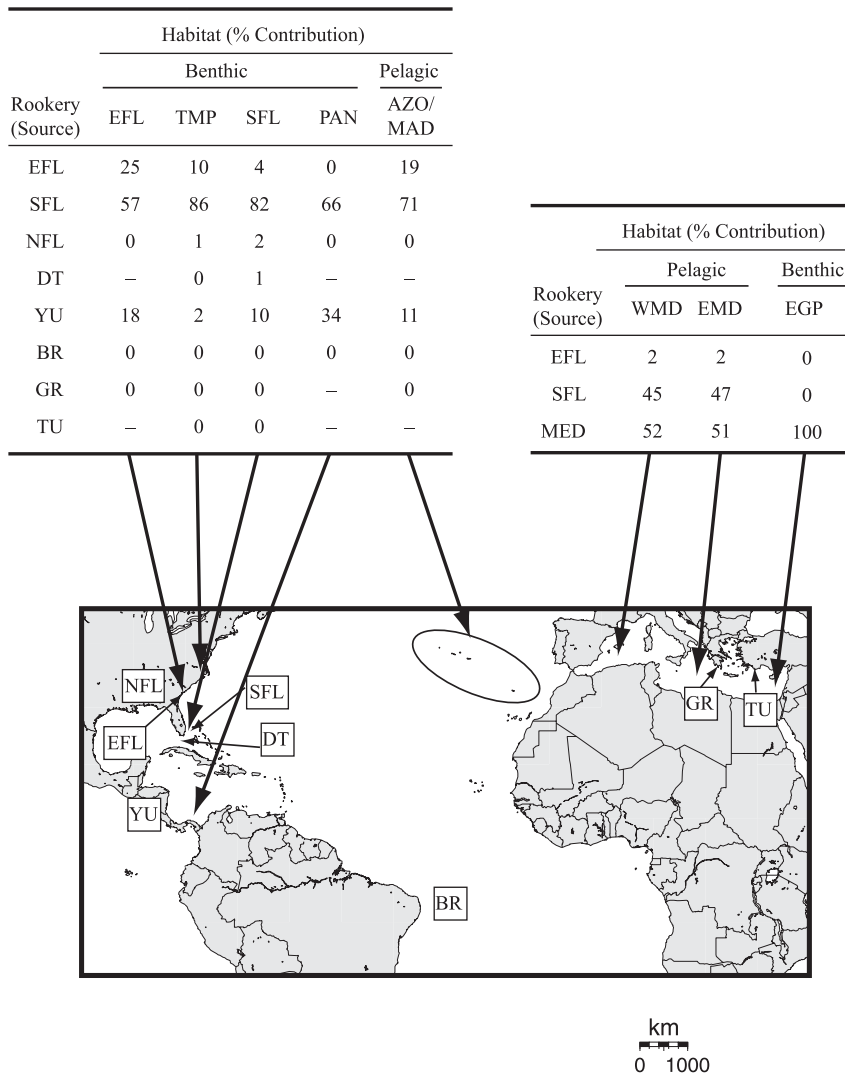 Habitat (% Contribution)
Benthic Pelagic
Rookery (Source) EFL TMP SFL PAN AZO/MAD
EFL 25 10 4 0 19
SFL 57 86 82 66 71
NFL 0 1 2 0 0
DT – 0 1 – –
YU 18 2 10 34 11
BR 0 0 0 0 0
GR 0 0 0 – 0
TU – 0 0 – –
Habitat (% Contribution)
Pelagic Benthic
Rookery (Source) WMD EMD EGP
EFL 2 2 0
SFL 45 47 0
MED 52 51 100
NFL
SFL
EFL
DT
YU
BR
GR
TU
km
0 1000